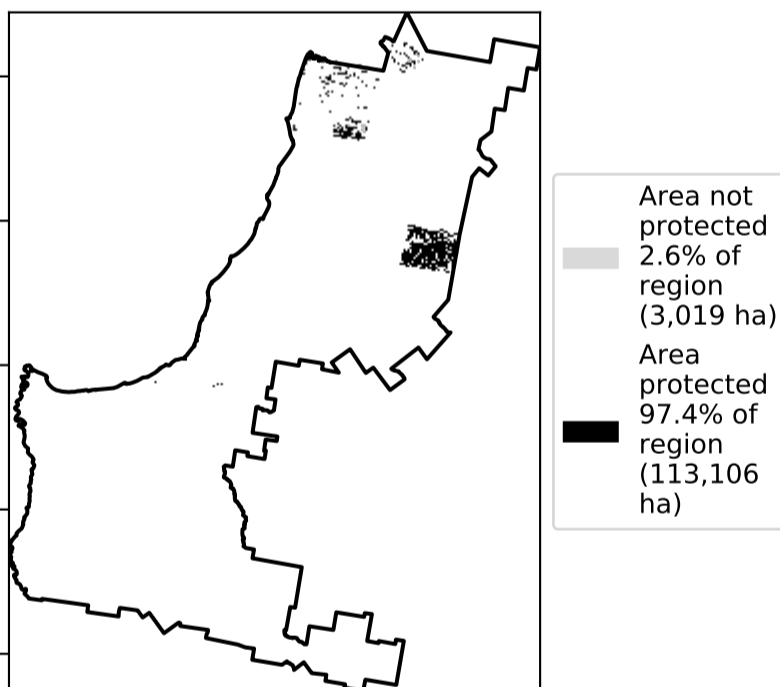 Area not
protected
2.6% of
region
(3,019 ha)
Area
protected
97.4% of
region
(113,106
ha)